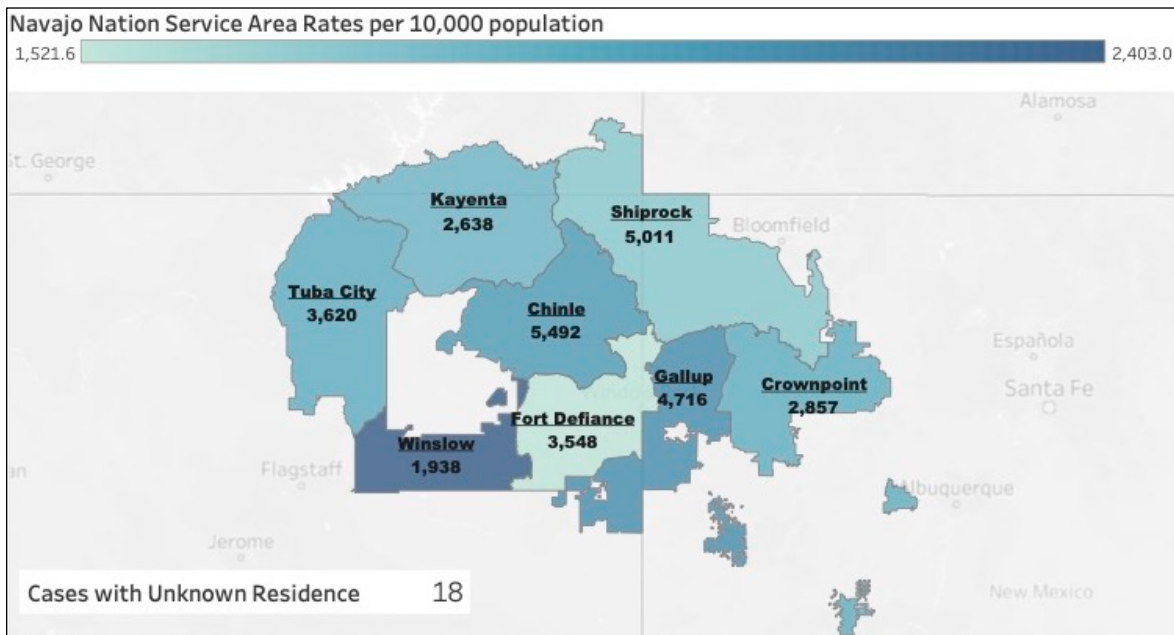 Navajo Nation Service Area Rates per 10,000 population
1,521.6
2,403.0
Alamosa
St. George
Kayenta
2,638
Shiprock
5,011
Bloomfield
Tuba City
3,620
Chinle
5,492
Española
Gallup
4,716
Crownpoint
2,857
Santa Fe
Fort Defiance
3,548
Winslow
1,938
Flagstaff
Albuquerque
Jerome
Cases with Unknown Residence 18
New Mexico